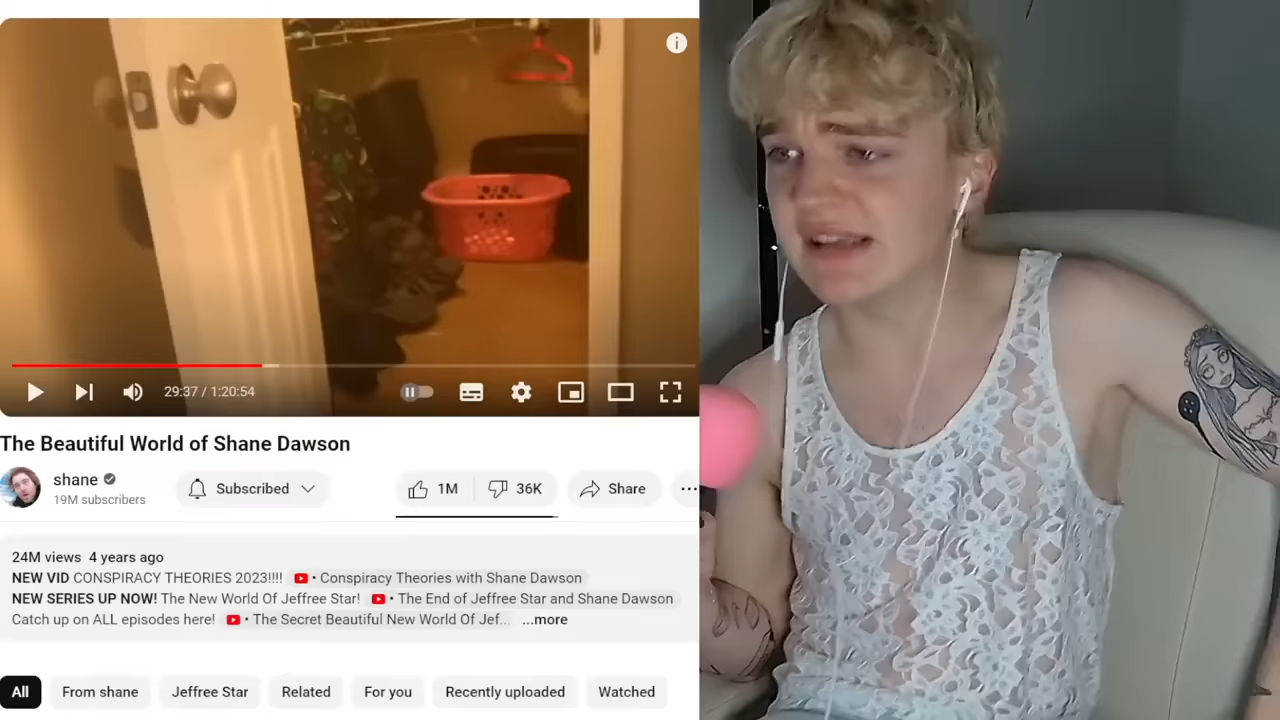 29:37 / 1:20:54
The Beautiful World of Shane Dawson
shane
19M subscribers
Subscribed
1M
36K
Share
24M views 4 years ago
NEW VID CONSPIRACY THEORIES 2023!!!! • Conspiracy Theories with Shane Dawson
NEW SERIES UP NOW! The New World Of Jeffree Star! • The End of Jeffree Star and Shane Dawson
Catch up on ALL episodes here! • The Secret Beautiful New World Of Jef... ...more
All
From shane
Jeffree Star
Related
For you
Recently uploaded
Watched